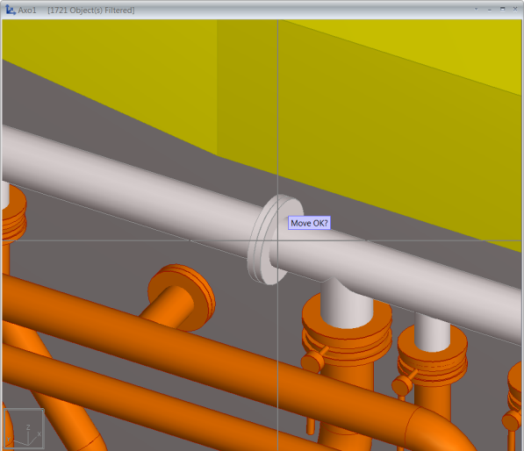 Axo1 [1721 Object(s) Filtered]
Move OK?
Z